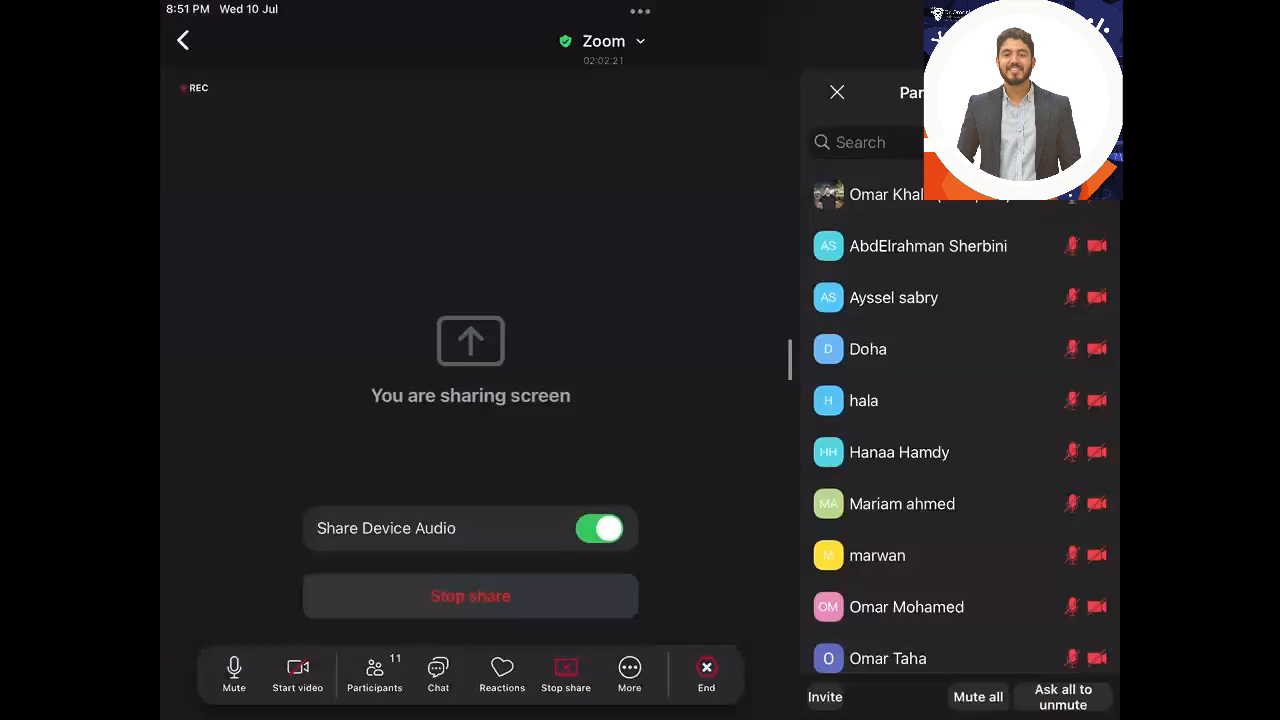 8:51 PM Wed 10 Jul
Zoom
02:02:21
REC
Par
Search
Omar Khal
AS AbdElrahman Sherbini
AS Ayssel sabry
D Doha
H hala
HH Hanaa Hamdy
MA Mariam ahmed
M marwan
OM Omar Mohamed
O Omar Taha
You are sharing screen
Share Device Audio
Stop share
11
Mute Start video Participants Chat Reactions Stop share More End
Invite Mute all Ask all to
unmute